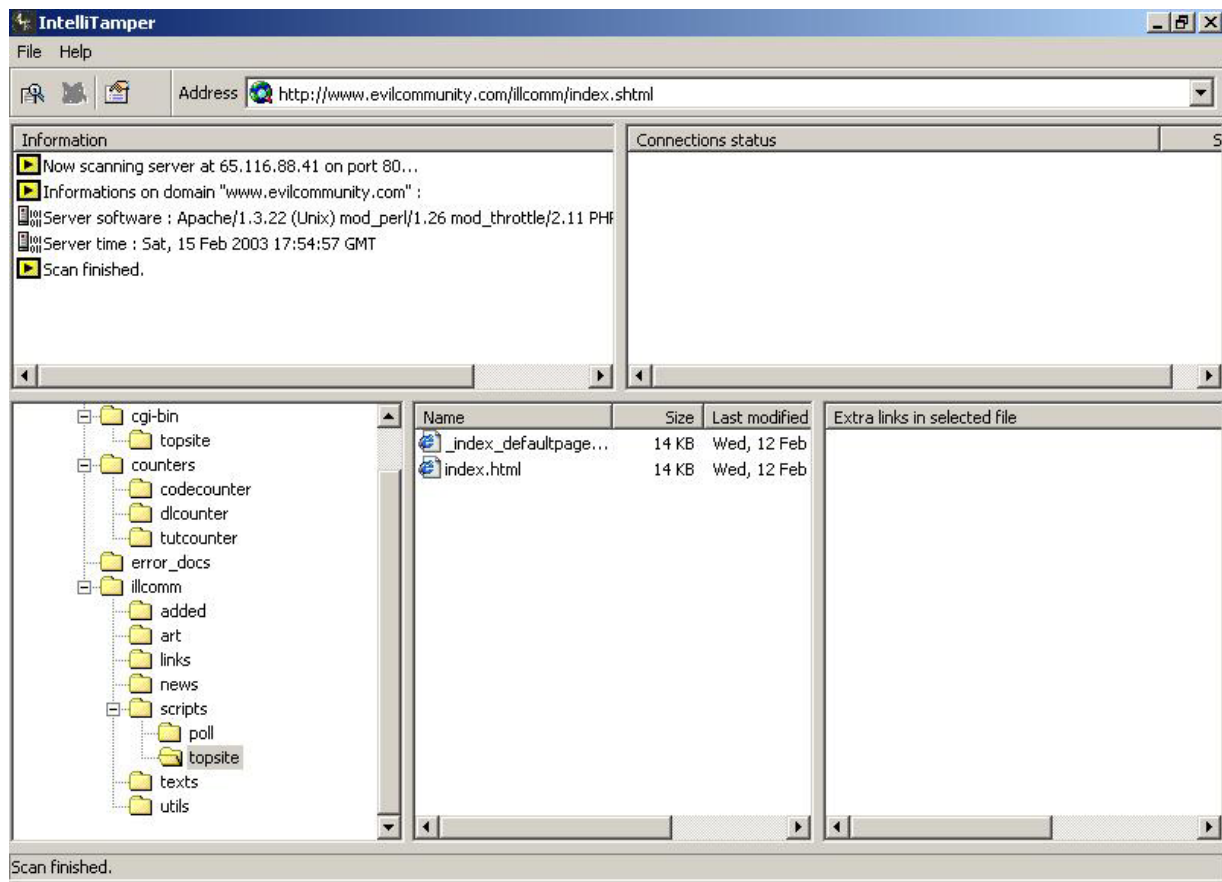 IntelliTamper
File Help
Address http://www.evilcommunity.com/illcomm/index.shtml
Information
Now scanning server at 65.116.88.41 on port 80...
Informations on domain "www.evilcommunity.com" :
Server software : Apache/1.3.22 (Unix) mod_perl/1.26 mod_throttle/2.11 PHP
Server time : Sat, 15 Feb 2003 17:54:57 GMT
Scan finished.
Connections status S
cgi-bin
topsite
counters
codecounter
dlcounter
tutcounter
error_docs
illcomm
added
art
links
news
scripts
poll
topsite
texts
utils
Name Size Last modified
_index_defaultpage... 14 KB Wed, 12 Feb
index.html 14 KB Wed, 12 Feb
Extra links in selected file
Scan finished.